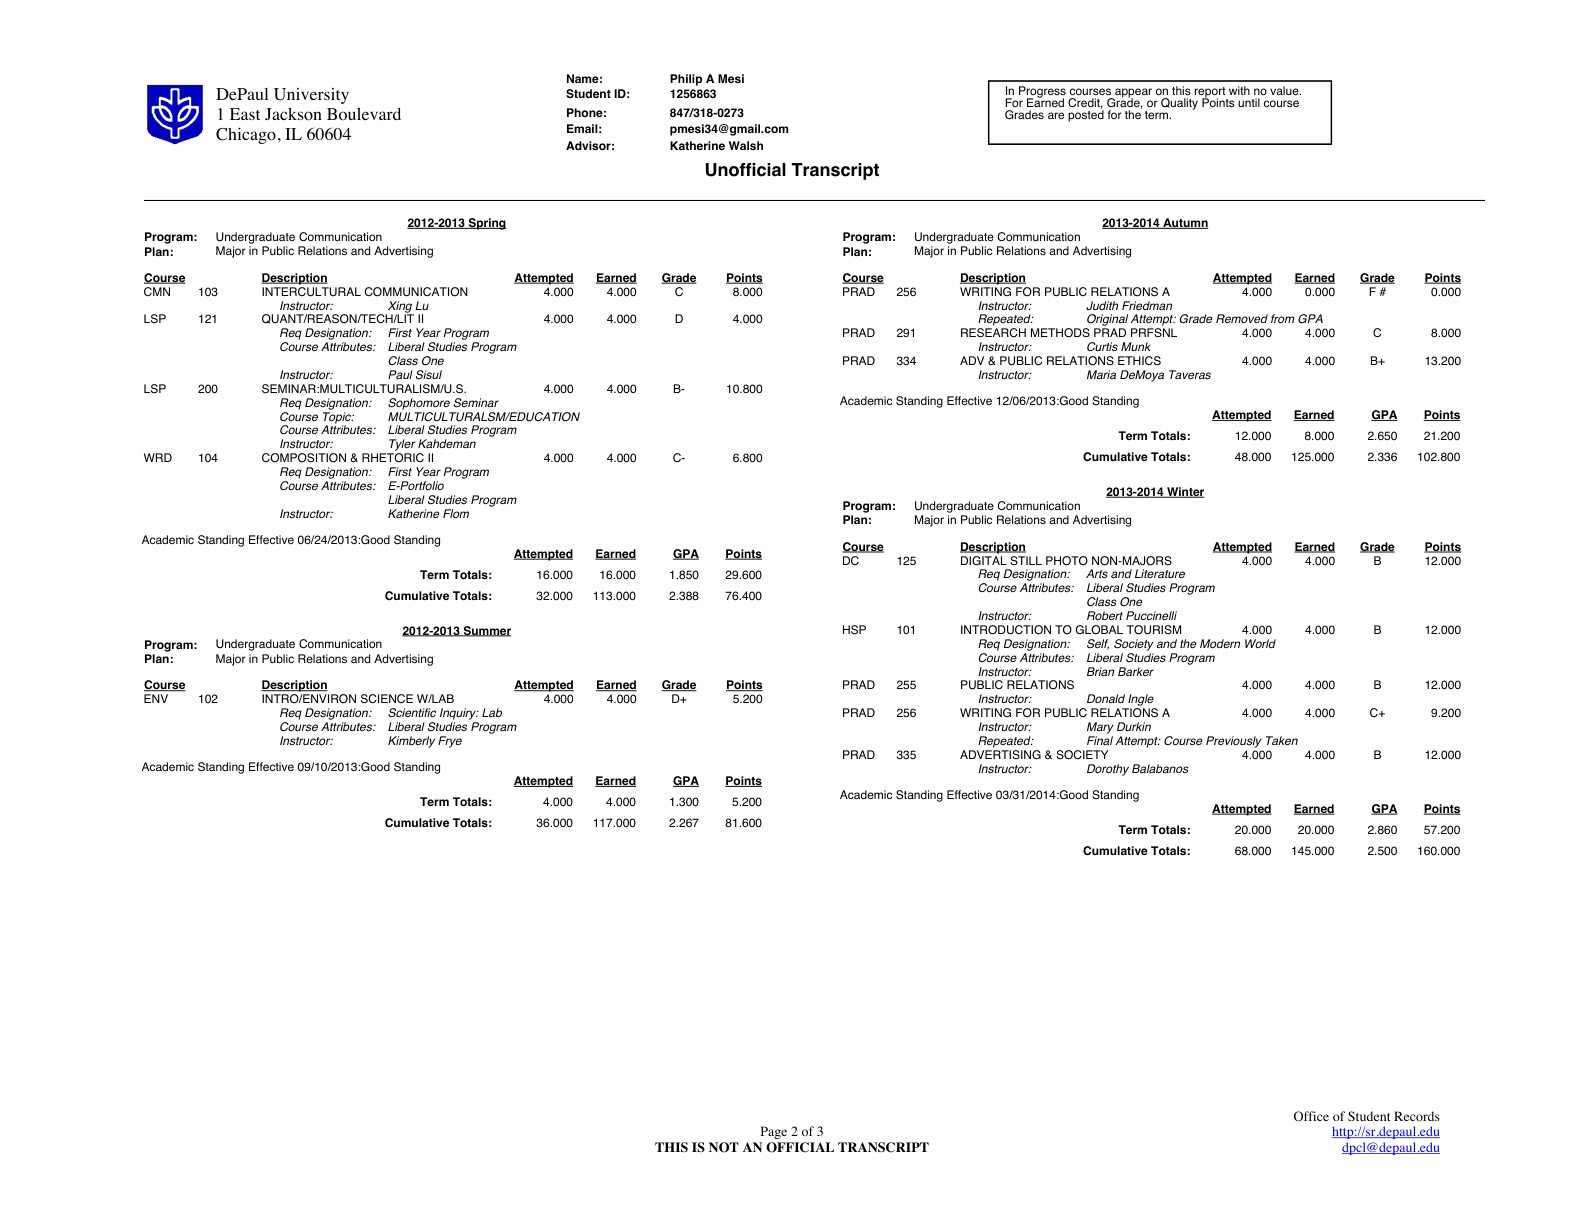 DePaul University
1 East Jackson Boulevard
Chicago, IL 60604
Name: Philip A Mesi
Student ID: 1256863
Phone: 847/318-0273
Email: pmesi34@gmail.com
Advisor: Katherine Walsh
In Progress courses appear on this report with no value.
For Earned Credit, Grade, or Quality Points until course
Grades are posted for the term.
Unofficial Transcript
2012-2013 Spring
Program: Undergraduate Communication
Plan: Major in Public Relations and Advertising
Course Description Attempted Earned Grade Points
CMN 103 INTERCULTURAL COMMUNICATION 4.000 4.000 C 8.000
Instructor: Xing Lu
LSP 121 QUANT/REASON/TECH/LIT II 4.000 4.000 D 4.000
Req Designation: First Year Program
Course Attributes: Liberal Studies Program
Class One
Instructor: Paul Sisul
LSP 200 SEMINAR:MULTICULTURALISM/U.S. 4.000 4.000 B- 10.800
Req Designation: Sophomore Seminar
Course Topic: MULTICULTURALSM/EDUCATION
Course Attributes: Liberal Studies Program
Instructor: Tyler Kahdeman
WRD 104 COMPOSITION & RHETORIC II 4.000 4.000 C- 6.800
Req Designation: First Year Program
Course Attributes: E-Portfolio
Liberal Studies Program
Instructor: Katherine Flom
Academic Standing Effective 06/24/2013:Good Standing
Attempted Earned GPA Points
Term Totals: 16.000 16.000 1.850 29.600
Cumulative Totals: 32.000 113.000 2.388 76.400
2012-2013 Summer
Program: Undergraduate Communication
Plan: Major in Public Relations and Advertising
Course Description Attempted Earned Grade Points
ENV 102 INTRO/ENVIRON SCIENCE W/LAB 4.000 4.000 D+ 5.200
Req Designation: Scientific Inquiry: Lab
Course Attributes: Liberal Studies Program
Instructor: Kimberly Frye
Academic Standing Effective 09/10/2013:Good Standing
Attempted Earned GPA Points
Term Totals: 4.000 4.000 1.300 5.200
Cumulative Totals: 36.000 117.000 2.267 81.600
2013-2014 Autumn
Program: Undergraduate Communication
Plan: Major in Public Relations and Advertising
Course Description Attempted Earned Grade Points
PRAD 256 WRITING FOR PUBLIC RELATIONS A 4.000 0.000 F # 0.000
Instructor: Judith Friedman
Repeated: Original Attempt: Grade Removed from GPA
PRAD 291 RESEARCH METHODS PRAD PRFSNL 4.000 4.000 C 8.000
Instructor: Curtis Munk
PRAD 334 ADV & PUBLIC RELATIONS ETHICS 4.000 4.000 B+ 13.200
Instructor: Maria DeMoya Taveras
Academic Standing Effective 12/06/2013:Good Standing
Attempted Earned GPA Points
Term Totals: 12.000 8.000 2.650 21.200
Cumulative Totals: 48.000 125.000 2.336 102.800
2013-2014 Winter
Program: Undergraduate Communication
Plan: Major in Public Relations and Advertising
Course Description Attempted Earned Grade Points
DC 125 DIGITAL STILL PHOTO NON-MAJORS 4.000 4.000 B 12.000
Req Designation: Arts and Literature
Course Attributes: Liberal Studies Program
Class One
Instructor: Robert Puccinelli
HSP 101 INTRODUCTION TO GLOBAL TOURISM 4.000 4.000 B 12.000
Req Designation: Self, Society and the Modern World
Course Attributes: Liberal Studies Program
Instructor: Brian Barker
PRAD 255 PUBLIC RELATIONS 4.000 4.000 B 12.000
Instructor: Donald Ingle
PRAD 256 WRITING FOR PUBLIC RELATIONS A 4.000 4.000 C+ 9.200
Instructor: Mary Durkin
Repeated: Final Attempt: Course Previously Taken
PRAD 335 ADVERTISING & SOCIETY 4.000 4.000 B 12.000
Instructor: Dorothy Balabanos
Academic Standing Effective 03/31/2014:Good Standing
Attempted Earned GPA Points
Term Totals: 20.000 20.000 2.860 57.200
Cumulative Totals: 68.000 145.000 2.500 160.000
Page 2 of 3
THIS IS NOT AN OFFICIAL TRANSCRIPT
Office of Student Records
http://sr.depaul.edu
dpcl@depaul.edu